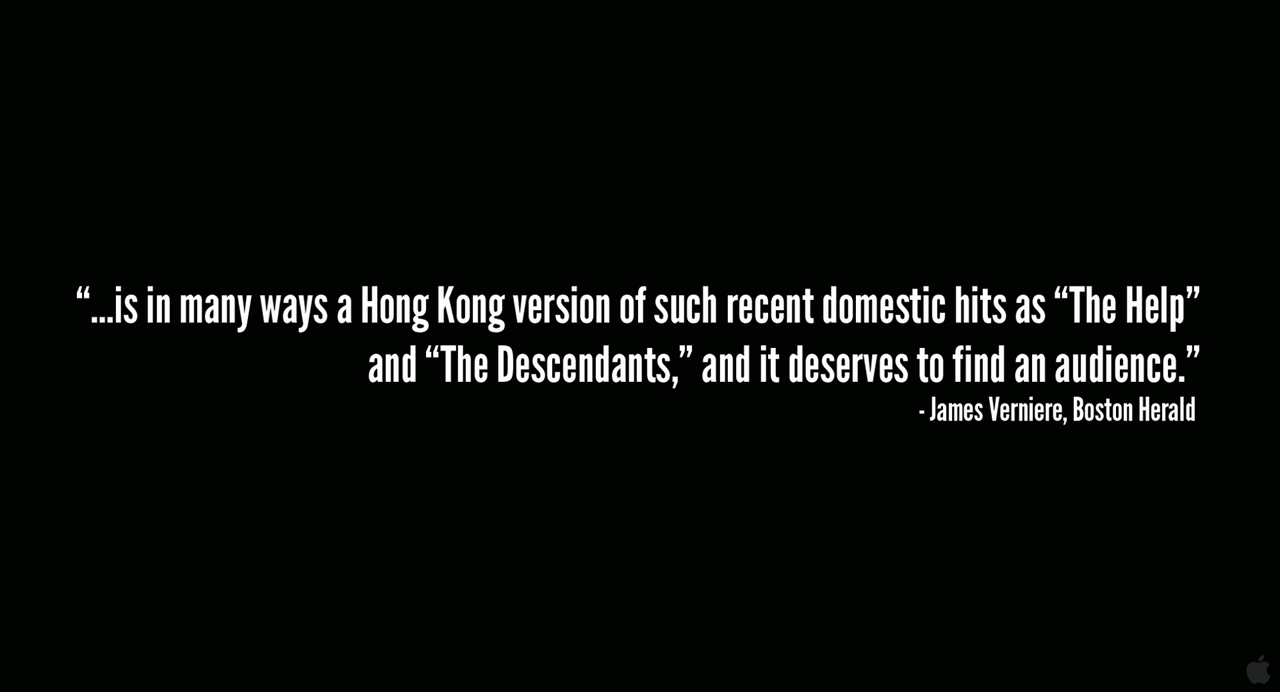 “...is in many ways a Hong Kong version of such recent domestic hits as “The Help”
and “The Descendants,” and it deserves to find an audience.”
- James Verniere, Boston Herald